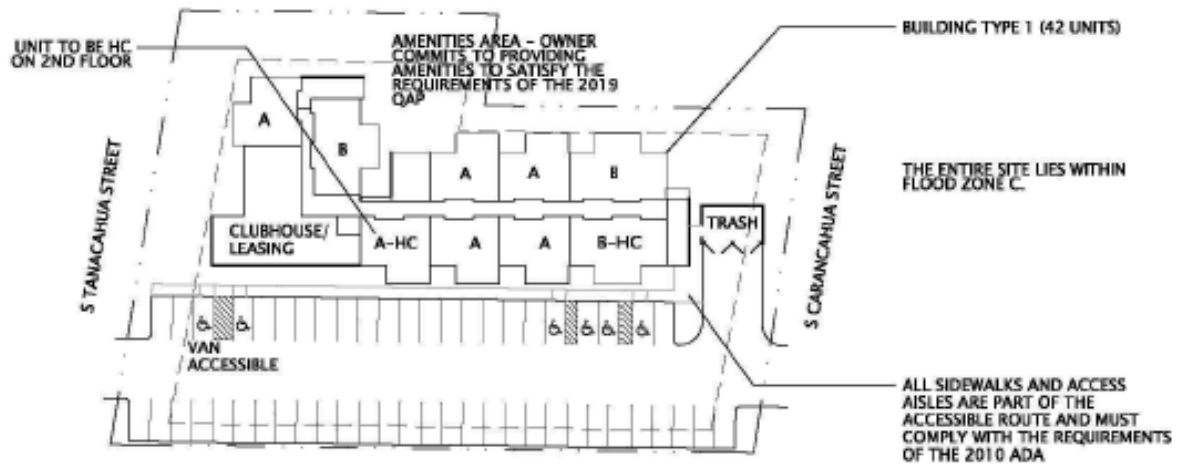 BUILDING TYPE 1 (42 UNITS)
UNIT TO BE HC
ON 2ND FLOOR
AMENITIES AREA - OWNER
COMMITS TO PROVIDING
AMENITIES TO SATISFY THE
REQUIREMENTS OF THE 2019
QAP
A
B
A
A
B
THE ENTIRE SITE LIES WITHIN
FLOOD ZONE C.
S TANACAHUA STREET
S CARANCAHUA STREET
CLUBHOUSE/
LEASING
A-HC
A
A
B-HC
TRASH
VAN
ACCESSIBLE
ALL SIDEWALKS AND ACCESS
AISLES ARE PART OF THE
ACCESSIBLE ROUTE AND MUST
COMPLY WITH THE REQUIREMENTS
OF THE 2010 ADA